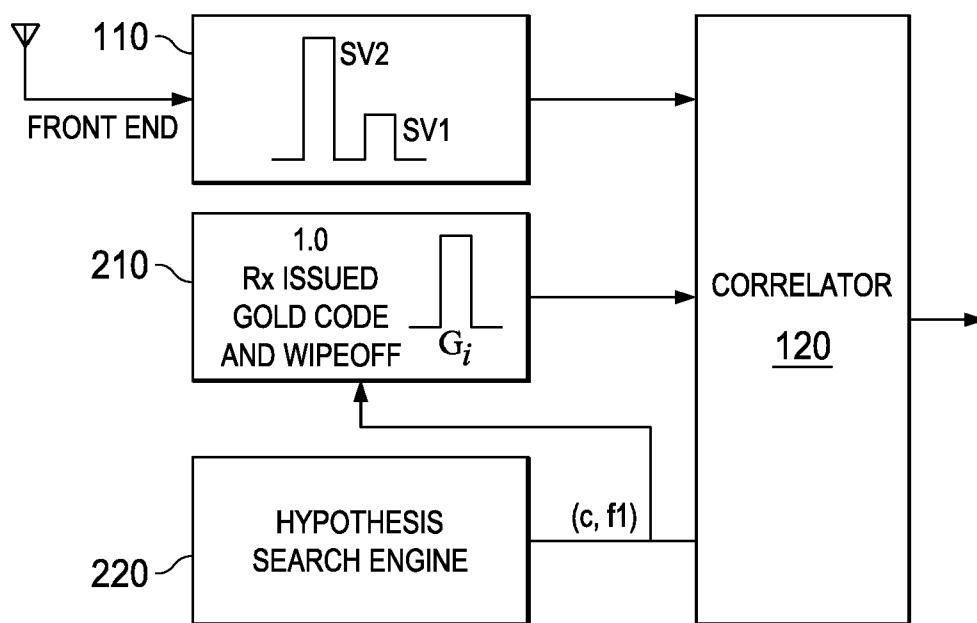 110
SV2
SV1
FRONT END
210
1.0
Rx ISSUED
GOLD CODE
AND WIPEOFF
Gi
CORRELATOR
120
220
HYPOTHESIS
SEARCH ENGINE
(c, f1)